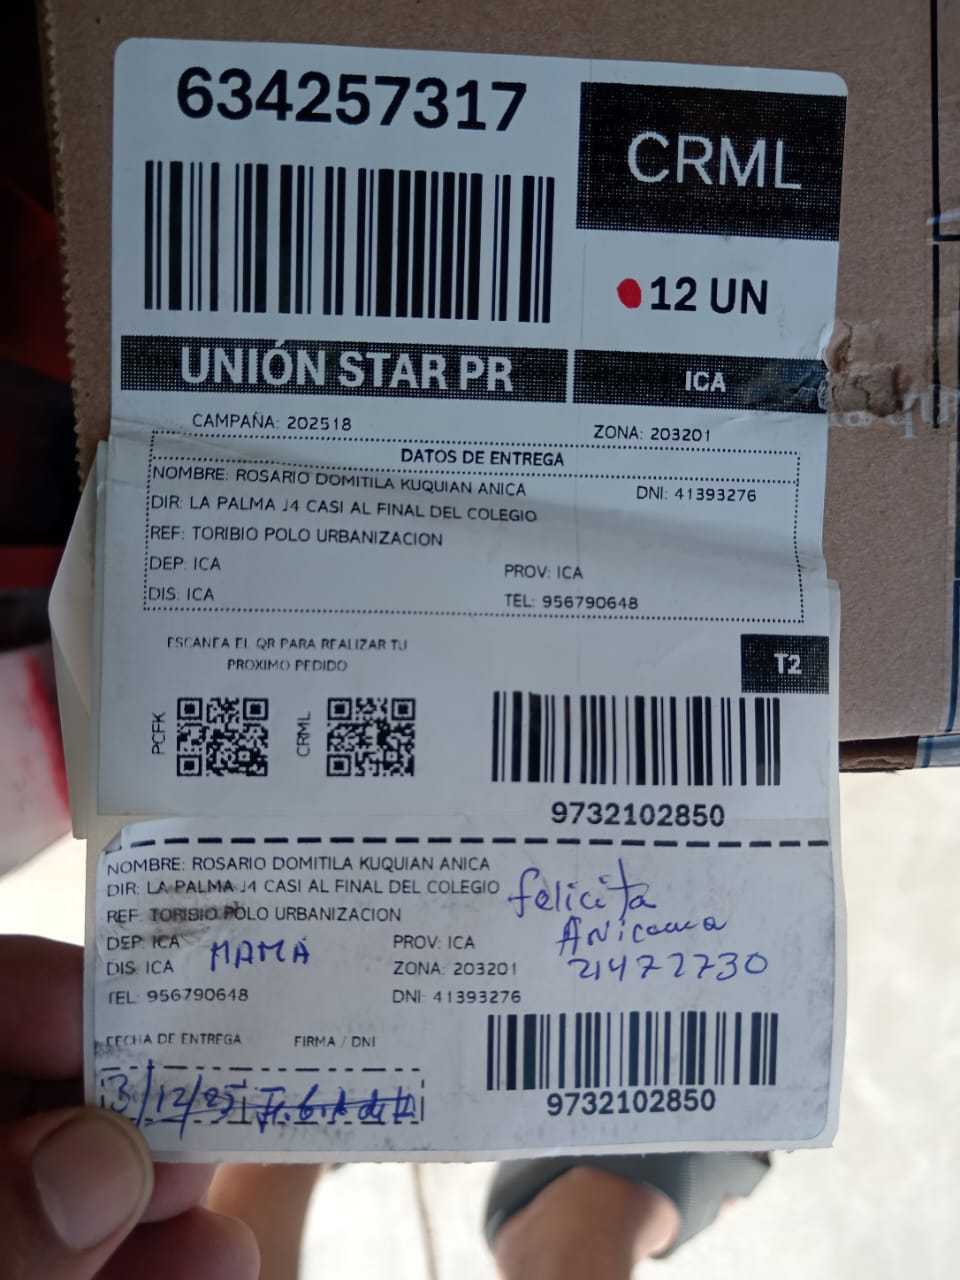 634257317
CRML
12 UN
UNIÓN STAR PR
ICA
CAMPAÑA: 202518
ZONA: 203201
DATOS DE ENTREGA
NOMBRE: ROSARIO DOMITILA KUQUIAN ANICA
DNI: 41393276
DIR: LA PALMA J4 CASI AL FINAL DEL COLEGIO
REF: TORIBIO POLO URBANIZACION
DEP: ICA
PROV: ICA
DIS: ICA
TEL: 956790648
ESCANEA EL QR PARA REALIZAR TU
PROXIMO PEDIDO
T2
PCFK
CRML
9732102850
NOMBRE: ROSARIO DOMITILA KUQUIAN ANICA
DIR: LA PALMA J4 CASI AL FINAL DEL COLEGIO
REF: TORIBIO POLO URBANIZACION
DEP: ICA
PROV: ICA
DIS: ICA
ZONA: 203201
TEL: 956790648
DNI: 41393276
MAMÁ
felicita
Anicama
21472730
FECHA DE ENTREGA
FIRMA / DNI
3/12/25
9732102850